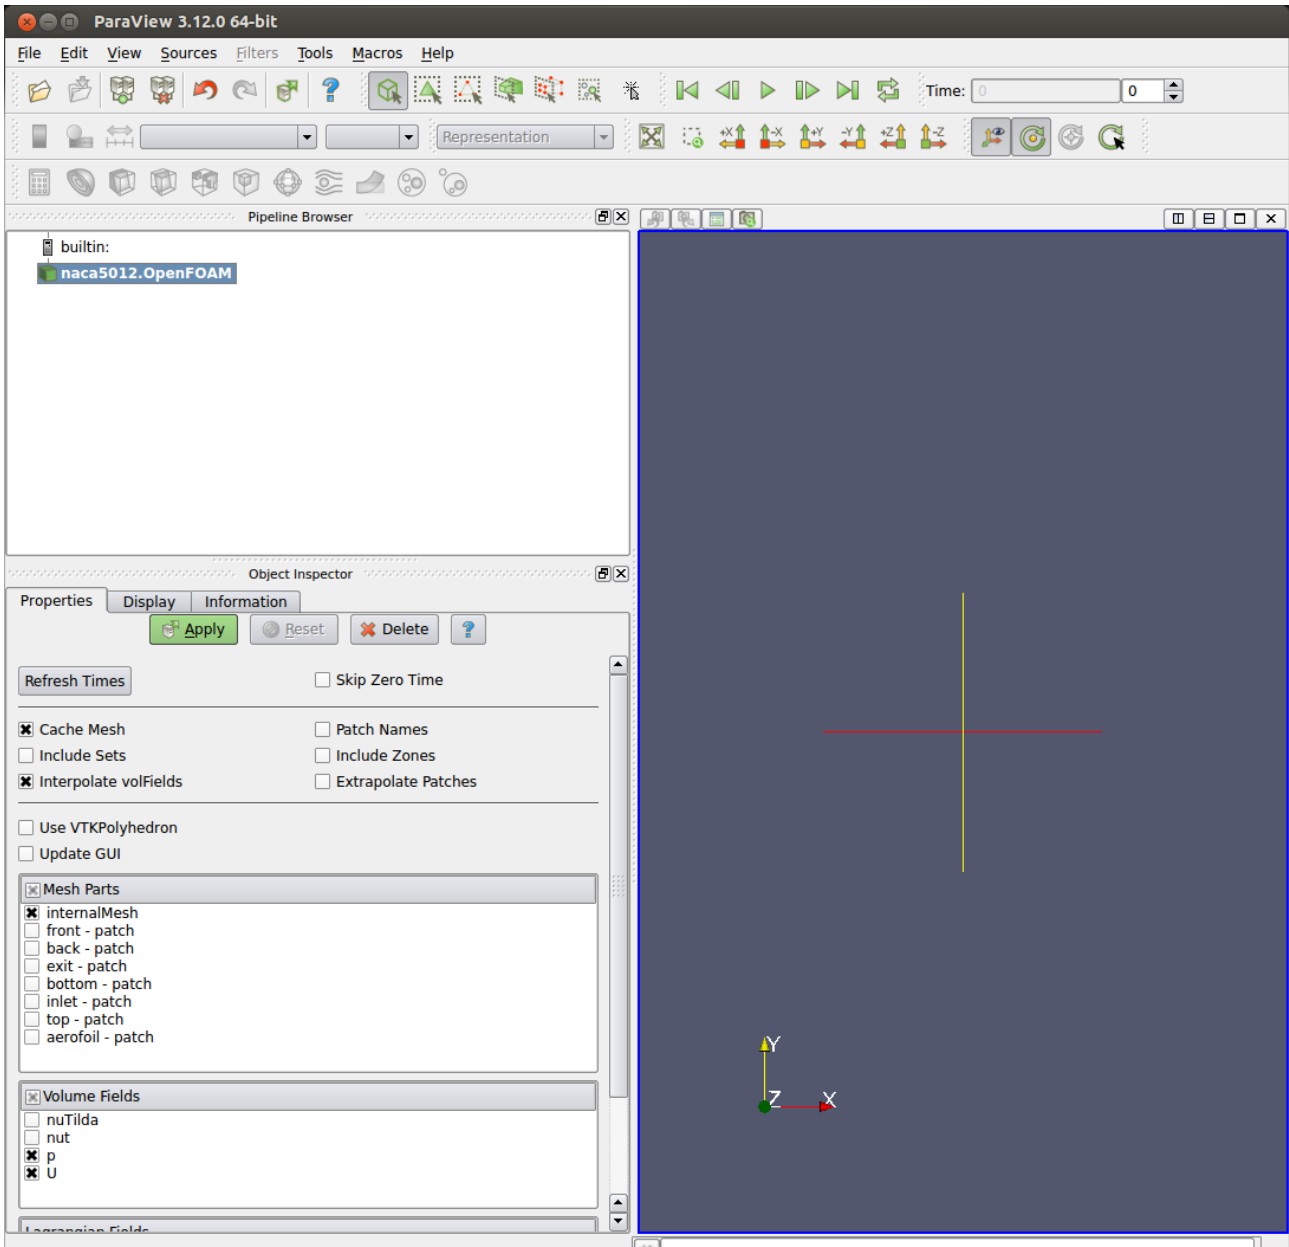 ParaView 3.12.0 64-bit
File Edit View Sources Filters Tools Macros Help
Time: 0 0
Representation
+X -X +Y -Y +Z -Z
Pipeline Browser
builtin:
naca5012.OpenFOAM
Object Inspector
Properties Display Information
Apply Reset Delete ?
Refresh Times Skip Zero Time
Cache Mesh Patch Names
Include Sets Include Zones
Interpolate volFields Extrapolate Patches
Use VTKPolyhedron
Update GUI
Mesh Parts
internalMesh
front - patch
back - patch
exit - patch
bottom - patch
inlet - patch
top - patch
aerofoil - patch
Volume Fields
nuTilda
nut
p
U
Lagrangian Fields
Y
Z X